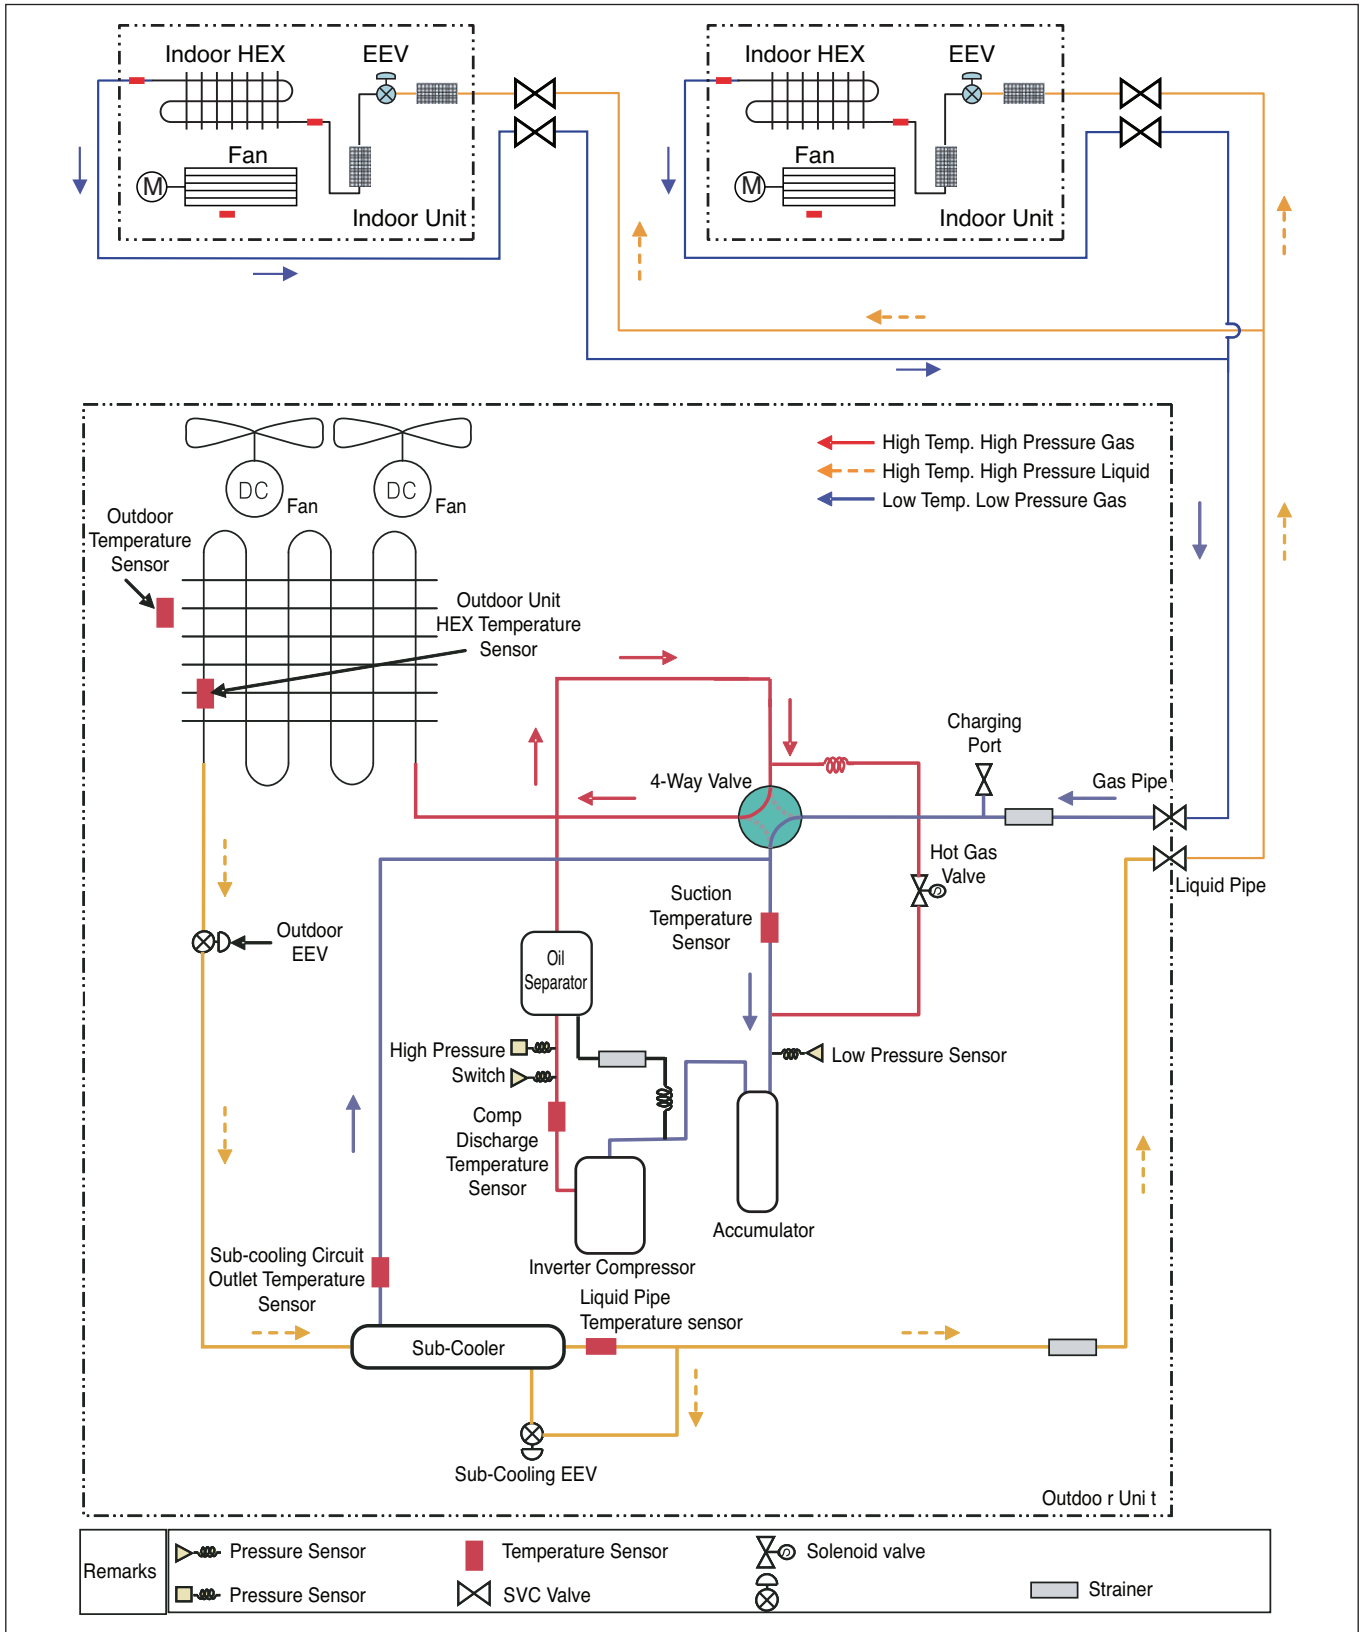 Indoor HEX
EEV
Fan
M
Indoor Unit
Indoor HEX
EEV
Fan
M
Indoor Unit
High Temp. High Pressure Gas
High Temp. High Pressure Liquid
Low Temp. Low Pressure Gas
DC
Fan
DC
Fan
Outdoor
Temperature
Sensor
Outdoor Unit
HEX Temperature
Sensor
Charging
Port
4-Way Valve
Gas Pipe
Hot Gas
Valve
Liquid Pipe
Suction
Temperature
Sensor
Outdoor
EEV
Oil
Separator
High Pressure
Switch
Low Pressure Sensor
Comp
Discharge
Temperature
Sensor
Accumulator
Inverter Compressor
Sub-cooling Circuit
Outlet Temperature
Sensor
Liquid Pipe
Temperature sensor
Sub-Cooler
Sub-Cooling EEV
Outdoo r Uni t
Remarks
Pressure Sensor
Temperature Sensor
Solenoid valve
Pressure Sensor
SVC Valve
Strainer